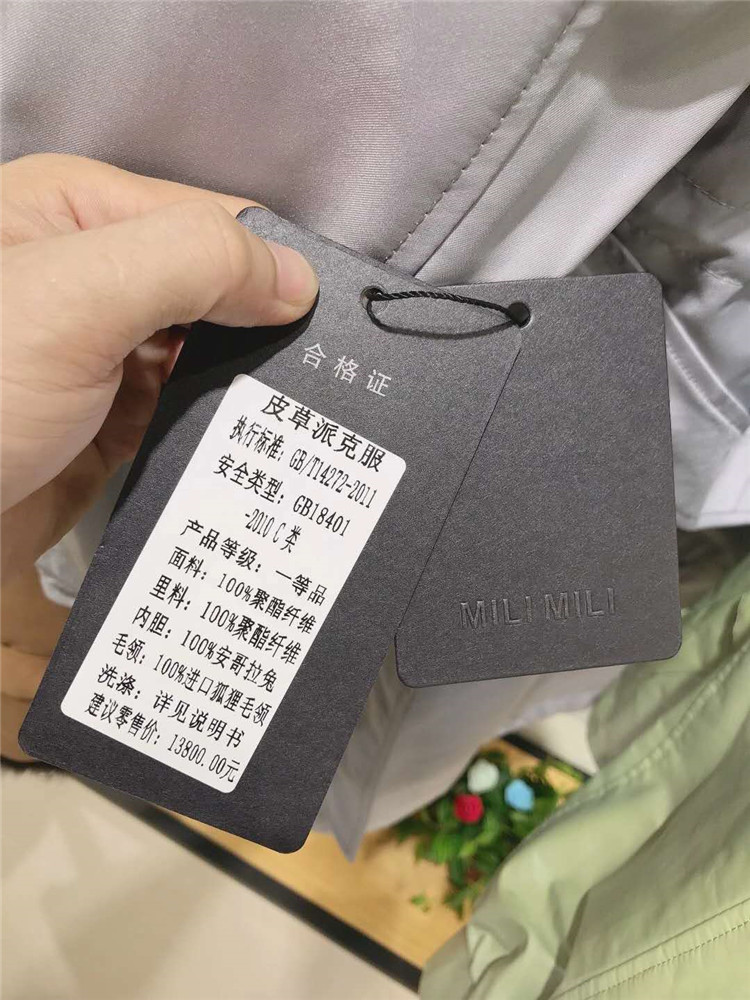 合格证
皮草派克服
执行标准: GB/T14272-2011
安全类型: GB18401
-2010 C 类
产品等级: 一等品
面料: 100%聚酯纤维
里料: 100%聚酯纤维
内胆: 100%安哥拉兔
毛领: 100%进口狐狸毛领
洗涤: 详见说明书
建议零售价: 13800.00元
MILI MILI